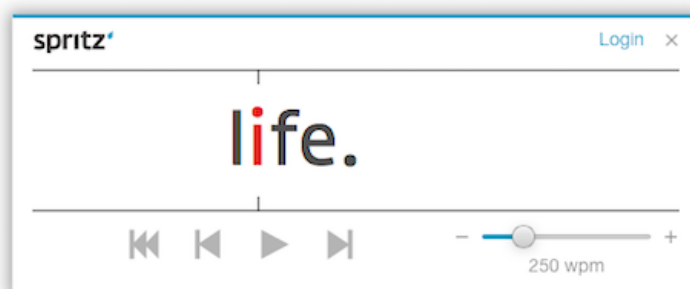 spritz
Login ×
life.
− +
250 wpm